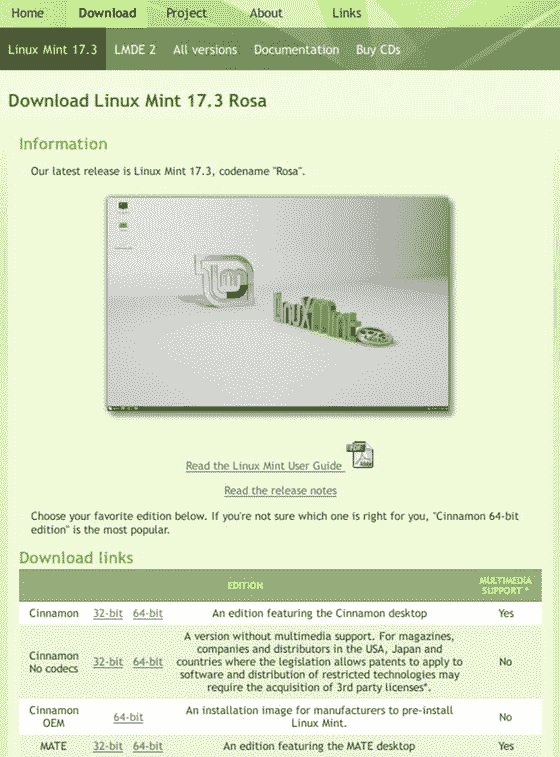 Home Download Project About Links
Linux Mint 17.3 LMDE 2 All versions Documentation Buy CDs
Download Linux Mint 17.3 Rosa
Information
Our latest release is Linux Mint 17.3, codename "Rosa".
Linux Mint
Read the Linux Mint User Guide
Read the release notes
Choose your favorite edition below. If you're not sure which one is right for you, "Cinnamon 64-bit
edition" is the most popular.
Download links
EDITION MULTIMEDIA
SUPPORT *
Cinnamon 32-bit 64-bit An edition featuring the Cinnamon desktop Yes
Cinnamon
No codecs 32-bit 64-bit A version without multimedia support. For magazines,
companies and distributors in the USA, Japan and
countries where the legislation allows patents to apply to
software and distribution of restricted technologies may
require the acquisition of 3rd party licenses*. No
Cinnamon
OEM 64-bit An installation image for manufacturers to pre-install
Linux Mint. No
MATE 32-bit 64-bit An edition featuring the MATE desktop Yes